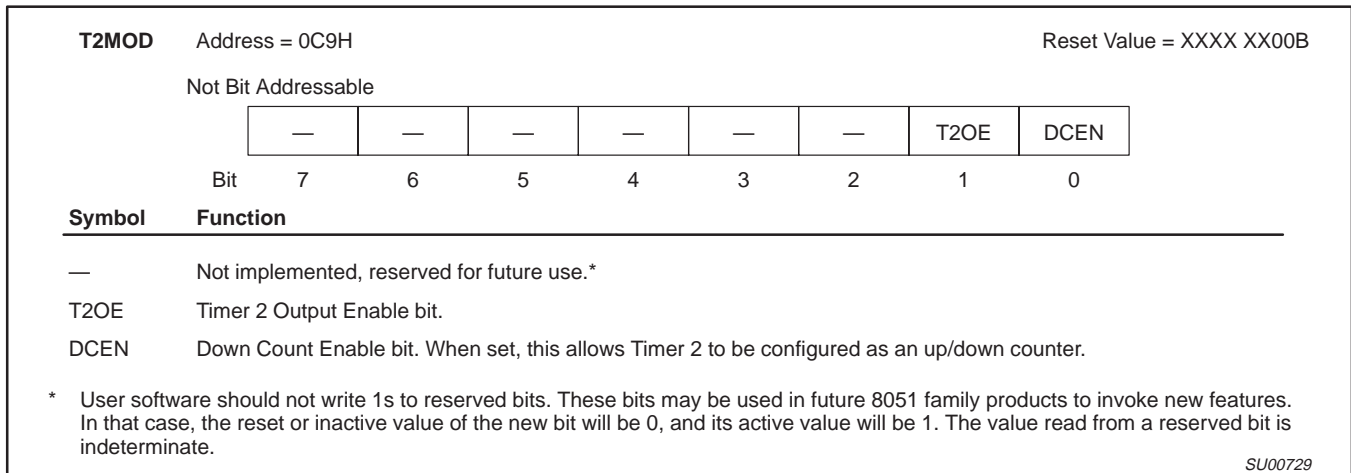 T2MOD Address = 0C9H Reset Value = XXXX XX00B
Not Bit Addressable
— — — — — — T2OE DCEN
Bit 7 6 5 4 3 2 1 0
Symbol Function
— Not implemented, reserved for future use.*
T2OE Timer 2 Output Enable bit.
DCEN Down Count Enable bit. When set, this allows Timer 2 to be configured as an up/down counter.
* User software should not write 1s to reserved bits. These bits may be used in future 8051 family products to invoke new features.
In that case, the reset or inactive value of the new bit will be 0, and its active value will be 1. The value read from a reserved bit is
indeterminate.
SU00729